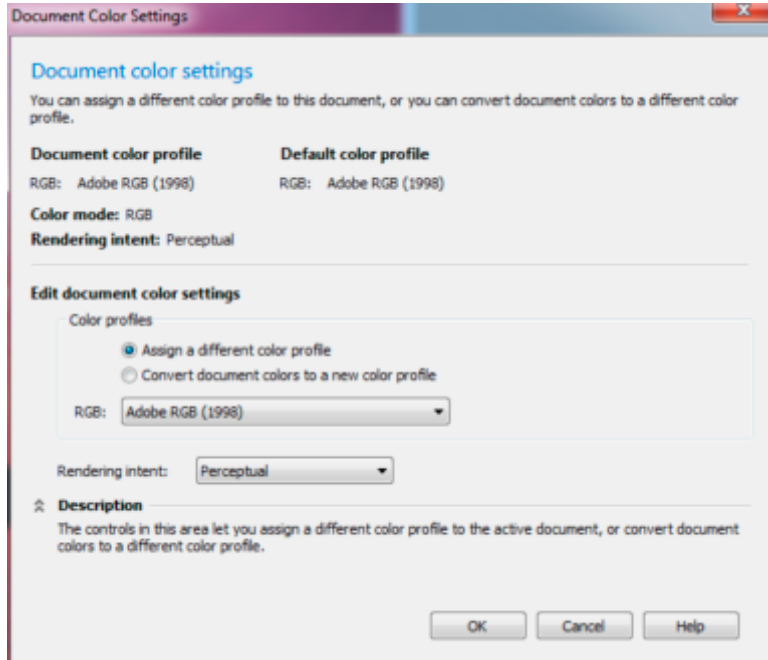 Document Color Settings
Document color settings
You can assign a different color profile to this document, or you can convert document colors to a different color
profile.
Document color profile Default color profile
RGB: Adobe RGB (1998) RGB: Adobe RGB (1998)
Color mode: RGB
Rendering intent: Perceptual
Edit document color settings
Color profiles
Assign a different color profile
Convert document colors to a new color profile
RGB: Adobe RGB (1998)
Rendering intent: Perceptual
Description
The controls in this area let you assign a different color profile to the active document, or convert document
colors to a different color profile.
OK Cancel Help